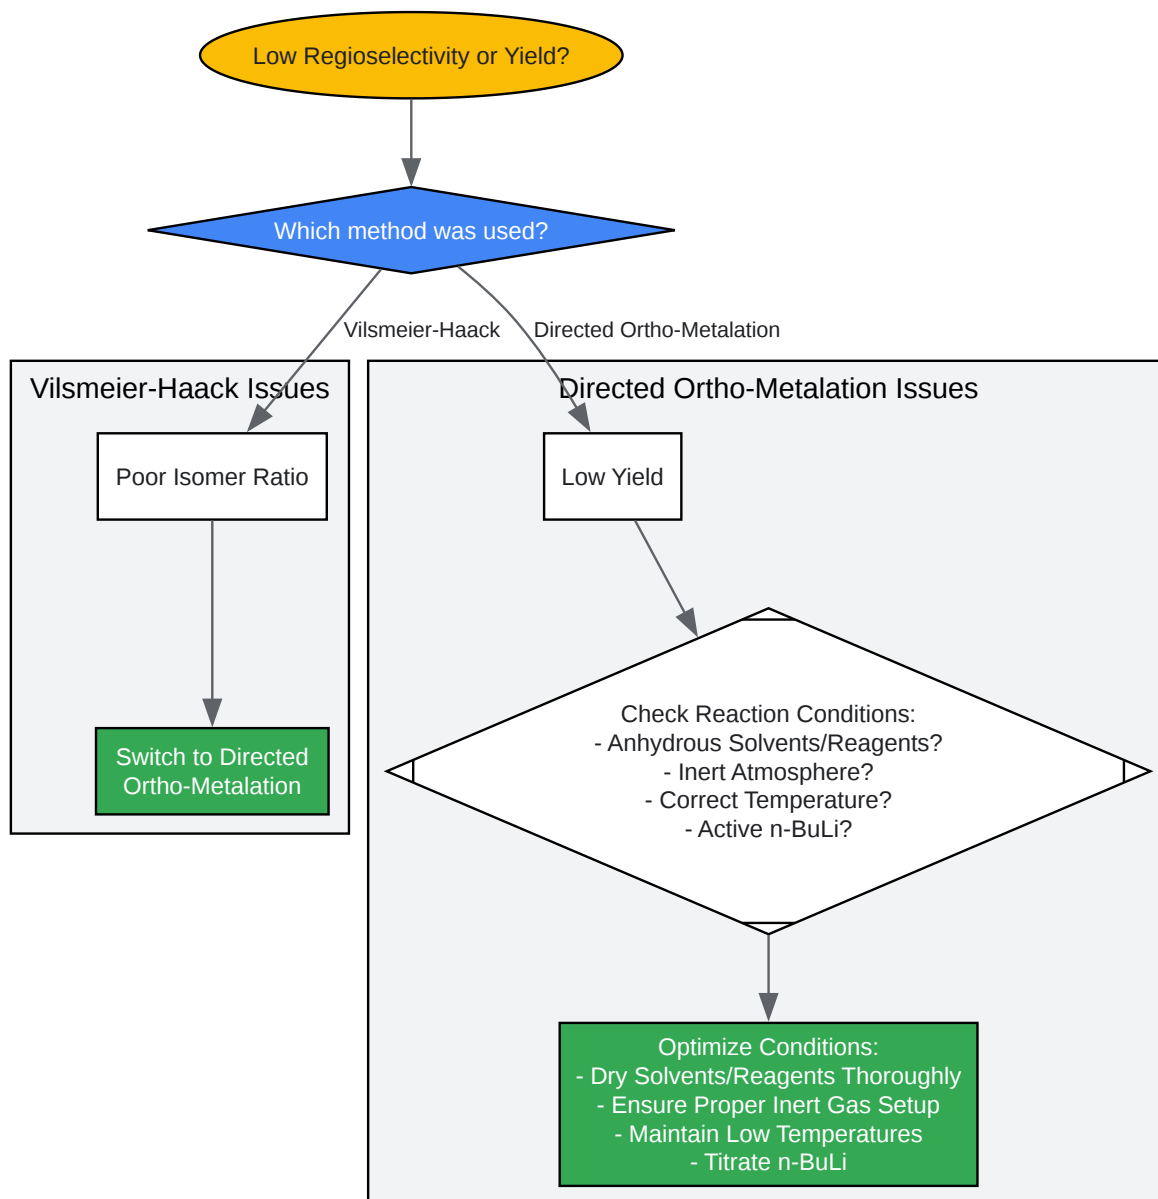 Low Regioselectivity or Yield?
Which method was used?
Vilsmeier-Haack
Directed Ortho-Metalation
Vilsmeier-Haack Issues
Poor Isomer Ratio
Switch to Directed
Ortho-Metalation
Directed Ortho-Metalation Issues
Low Yield
Check Reaction Conditions:
- Anhydrous Solvents/Reagents?
- Inert Atmosphere?
- Correct Temperature?
- Active n-BuLi?
Optimize Conditions:
- Dry Solvents/Reagents Thoroughly
- Ensure Proper Inert Gas Setup
- Maintain Low Temperatures
- Titrate n-BuLi